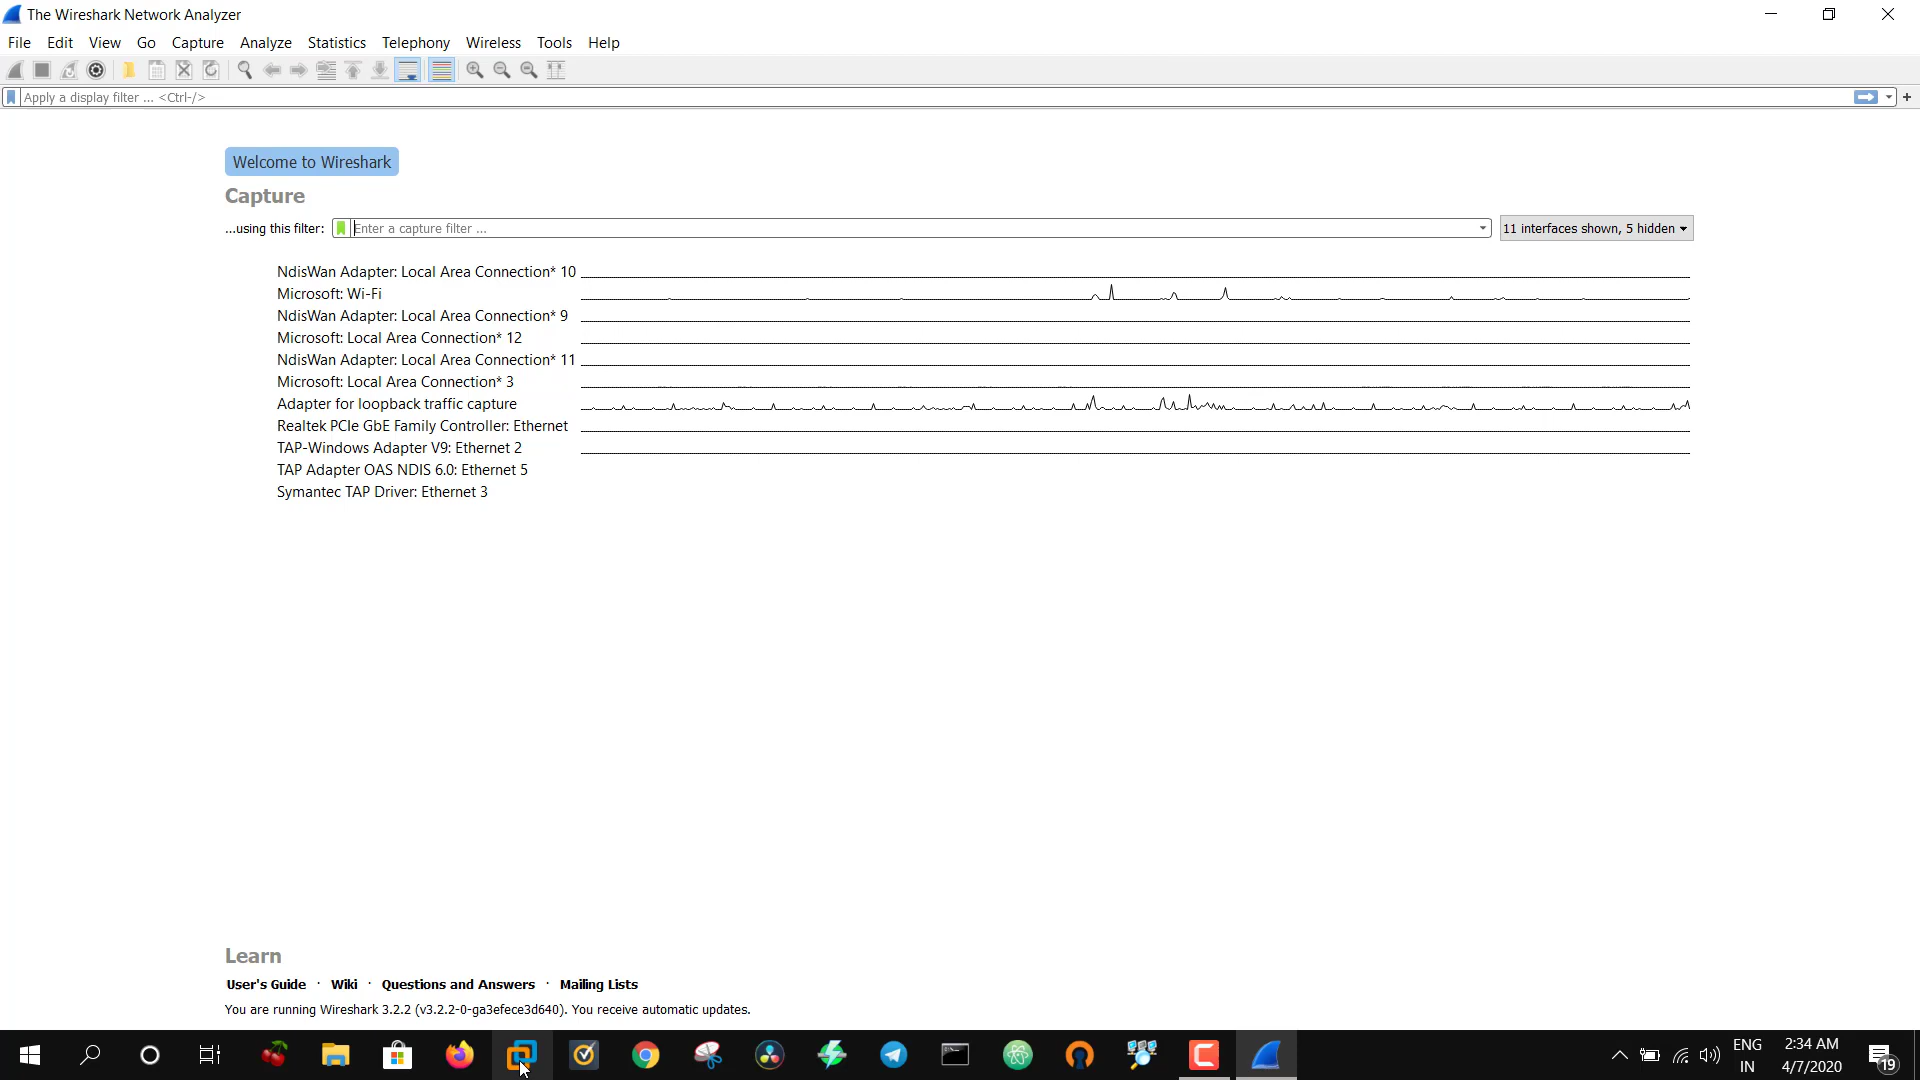 The Wireshark Network Analyzer
File Edit View Go Capture Analyze Statistics Telephony Wireless Tools Help
Apply a display filter ... <Ctrl-/>
+
Welcome to Wireshark
Capture
...using this filter: Enter a capture filter ... 11 interfaces shown, 5 hidden
NdisWan Adapter: Local Area Connection* 10
Microsoft: Wi-Fi
NdisWan Adapter: Local Area Connection* 9
Microsoft: Local Area Connection* 12
NdisWan Adapter: Local Area Connection* 11
Microsoft: Local Area Connection* 3
Adapter for loopback traffic capture
Realtek PCIe GbE Family Controller: Ethernet
TAP-Windows Adapter V9: Ethernet 2
TAP Adapter OAS NDIS 6.0: Ethernet 5
Symantec TAP Driver: Ethernet 3
Learn
User's Guide · Wiki · Questions and Answers · Mailing Lists
You are running Wireshark 3.2.2 (v3.2.2-0-ga3efece3d640). You receive automatic updates.
ENG 2:34 AM
IN 4/7/2020 19